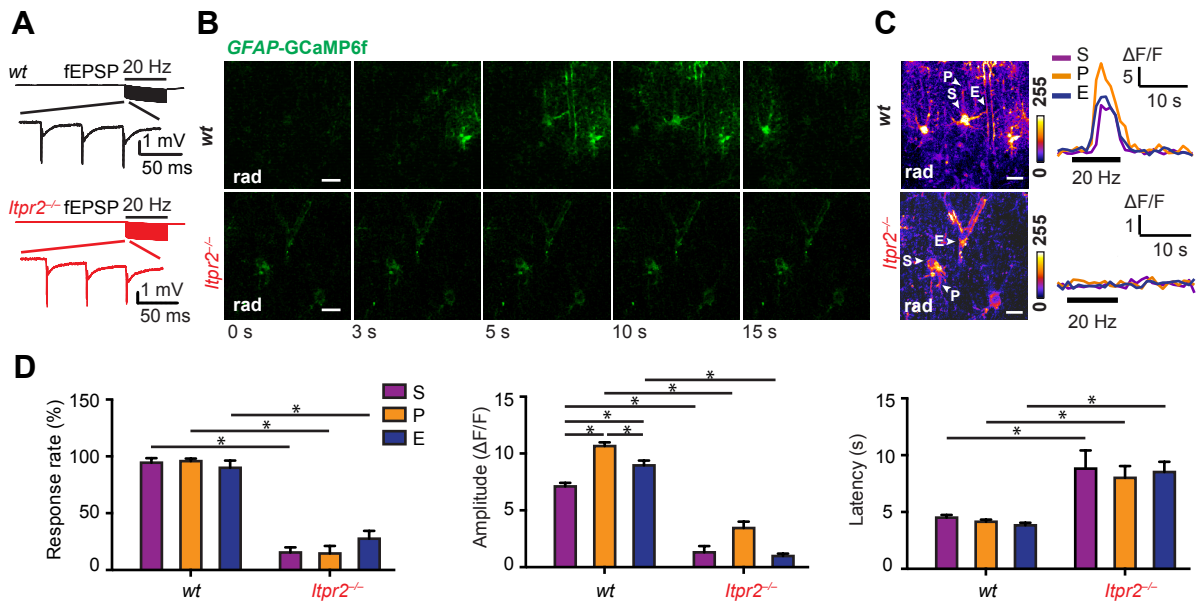 A
wt
fEPSP 20 Hz
1 mV
50 ms
Itpr2–/–
fEPSP 20 Hz
1 mV
50 ms
B
GFAP-GCaMP6f
wt
rad
Itpr2–/–
rad
0 s 3 s 5 s 10 s 15 s
C
wt
P
S
E
rad
255
0
S
P
E
ΔF/F
5
10 s
20 Hz
Itpr2–/–
E
S
P
rad
255
0
ΔF/F
1
10 s
20 Hz
D
Response rate (%)
150
100
50
0
* * *
S
P
E
wt Itpr2–/–
Amplitude (ΔF/F)
15
10
5
0
* * * * * *
wt Itpr2–/–
Latency (s)
15
10
5
0
* * *
wt Itpr2–/–